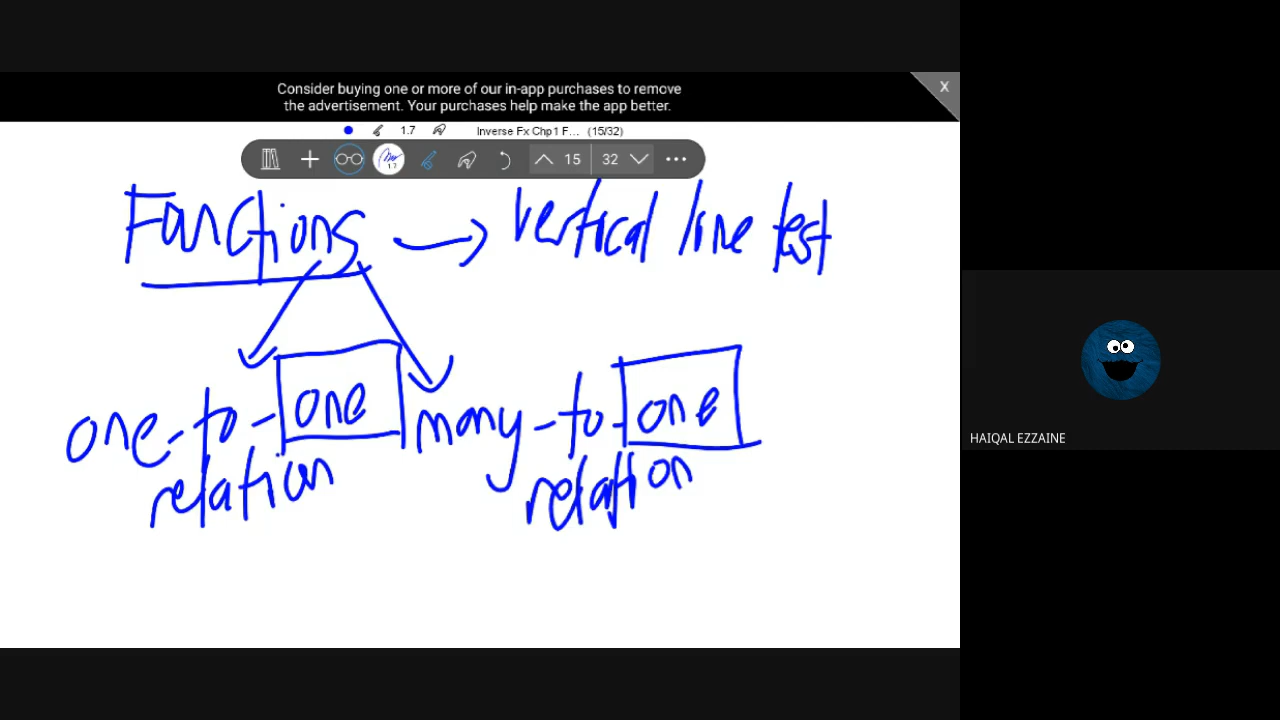 Consider buying one or more of our in-app purchases to remove
the advertisement. Your purchases help make the app better.
X
1.7 Inverse Fx Chp1 F... (15/32)
1.7 15 32
Functions → Vertical line test
one-to-one many-to-one
relation relation
HAIQAL EZZAINE